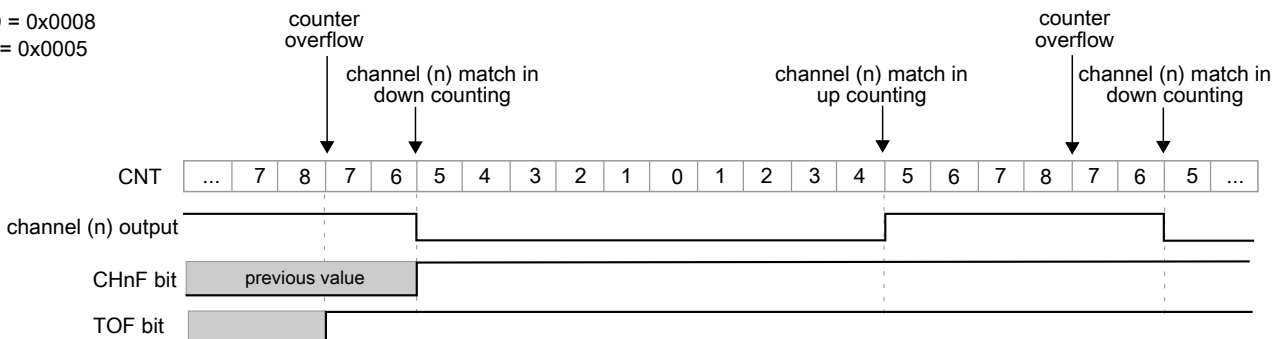 = 0x0008
= 0x0005
counter
overflow
channel (n) match in
down counting
channel (n) match in
up counting
counter
overflow
channel (n) match in
down counting
CNT ... 7 8 7 6 5 4 3 2 1 0 1 2 3 4 5 6 7 8 7 6 5 ...
channel (n) output
CHnF bit previous value
TOF bit